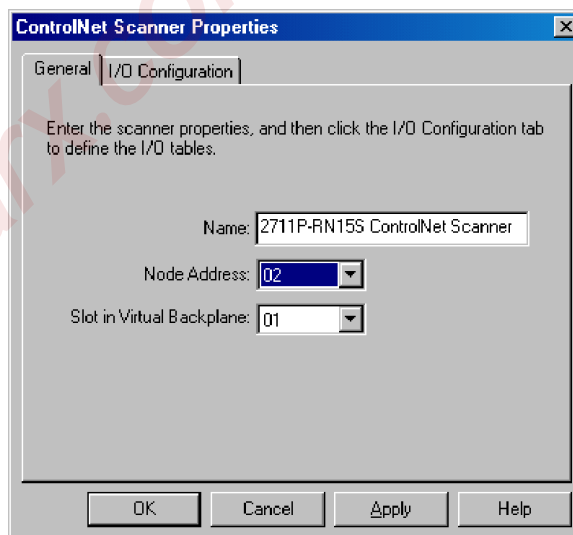 ControlNet Scanner Properties
General
I/O Configuration
Enter the scanner properties, and then click the I/O Configuration tab
to define the I/O tables.
Name: 2711P-RN15S ControlNet Scanner
Node Address: 02
Slot in Virtual Backplane: 01
OK
Cancel
Apply
Help